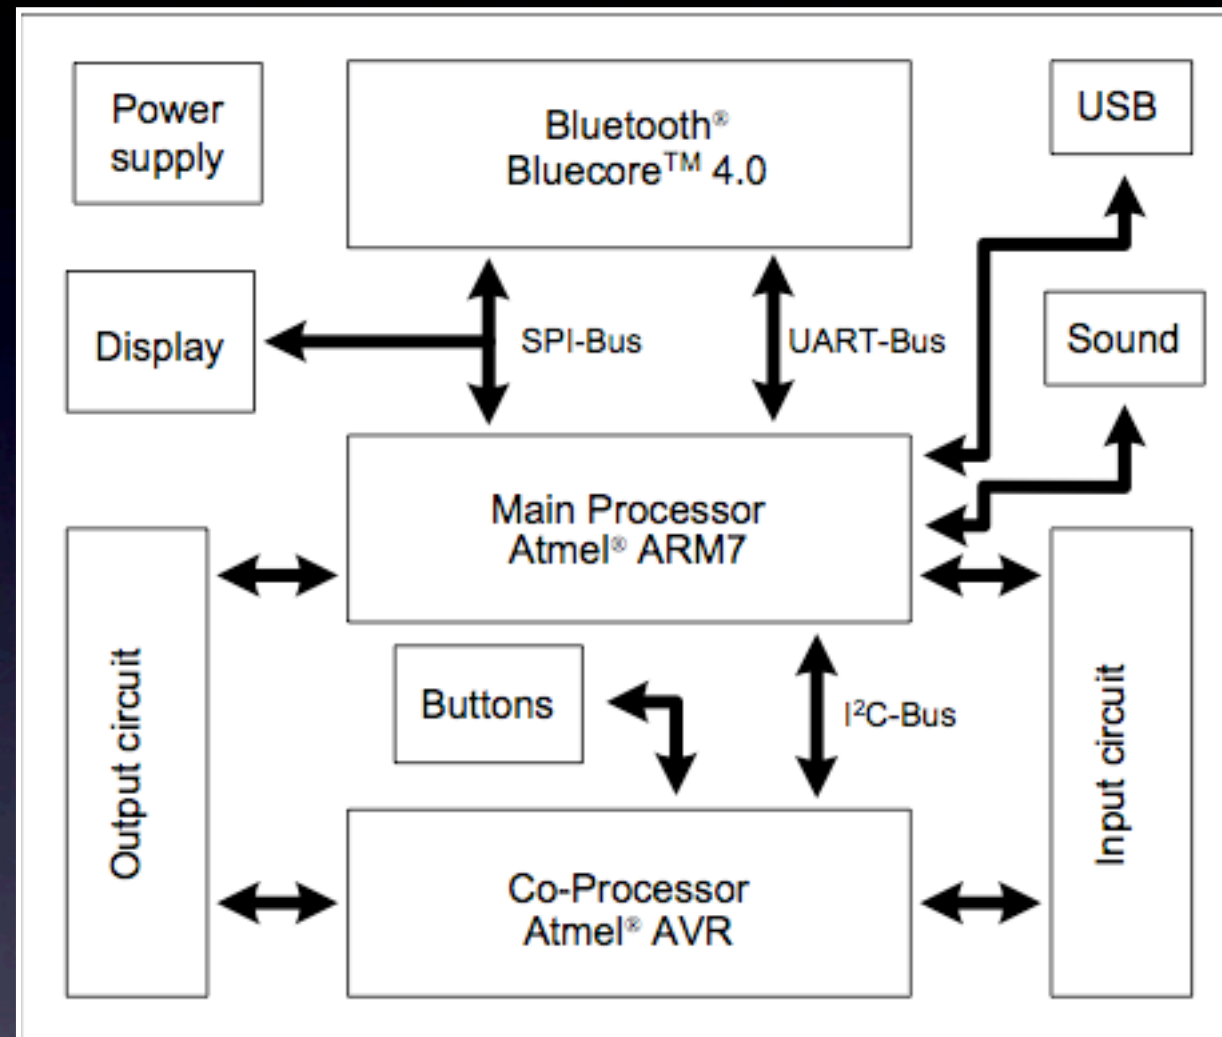 Power
supply
Bluetooth®
Bluecore™ 4.0
USB
Display
SPI-Bus
UART-Bus
Sound
Main Processor
Atmel® ARM7
Output circuit
Buttons
I²C-Bus
Input circuit
Co-Processor
Atmel® AVR